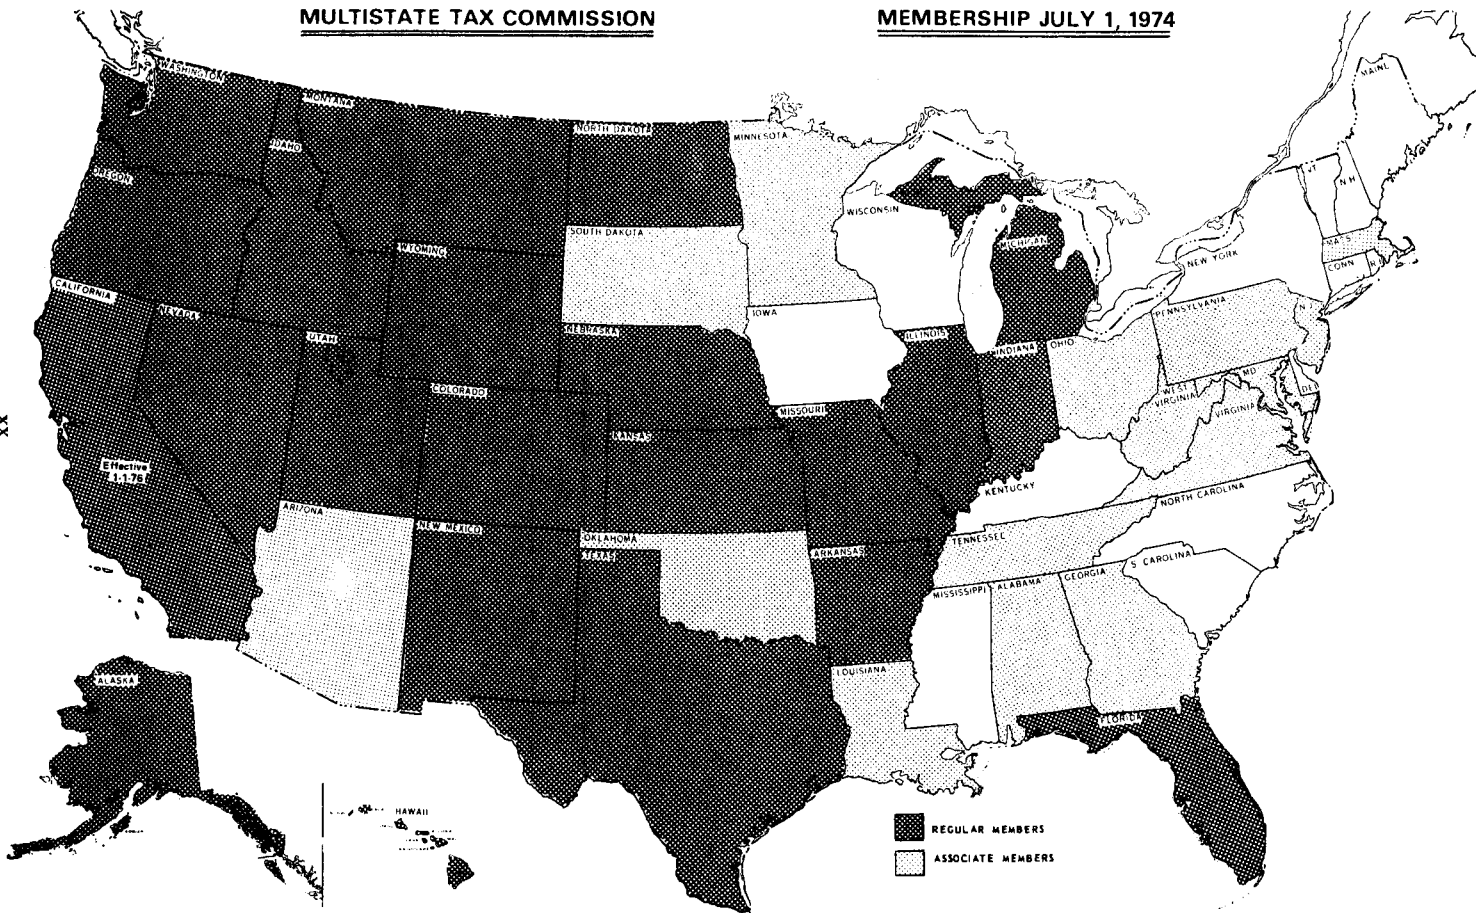 MULTISTATE TAX COMMISSION
MEMBERSHIP JULY 1, 1974
WASHINGTON
MONTANA
NORTH DAKOTA
MINNESOTA
MAINE
IDAHO
OREGON
WISCONSIN
N.H
SOUTH DAKOTA
WYOMING
MICHIGAN
MASS
NEW YORK
CONN
R I
CALIFORNIA
NEVADA
UTAH
NEBRASKA
IOWA
ILLINOIS
INDIANA
OHIO
PENNSYLVANIA
MD
DEL
COLORADO
MISSOURI
WEST
VIRGINIA
VIRGINIA
XX
KANSAS
Effective
1-1-76
KENTUCKY
NORTH CAROLINA
ARIZONA
NEW MEXICO
OKLAHOMA
TEXAS
ARKANSAS
TENNESSEE
S CAROLINA
MISSISSIPPI
ALABAMA
GEORGIA
LOUISIANA
ALASKA
FLORIDA
HAWAII
REGULAR MEMBERS
ASSOCIATE MEMBERS